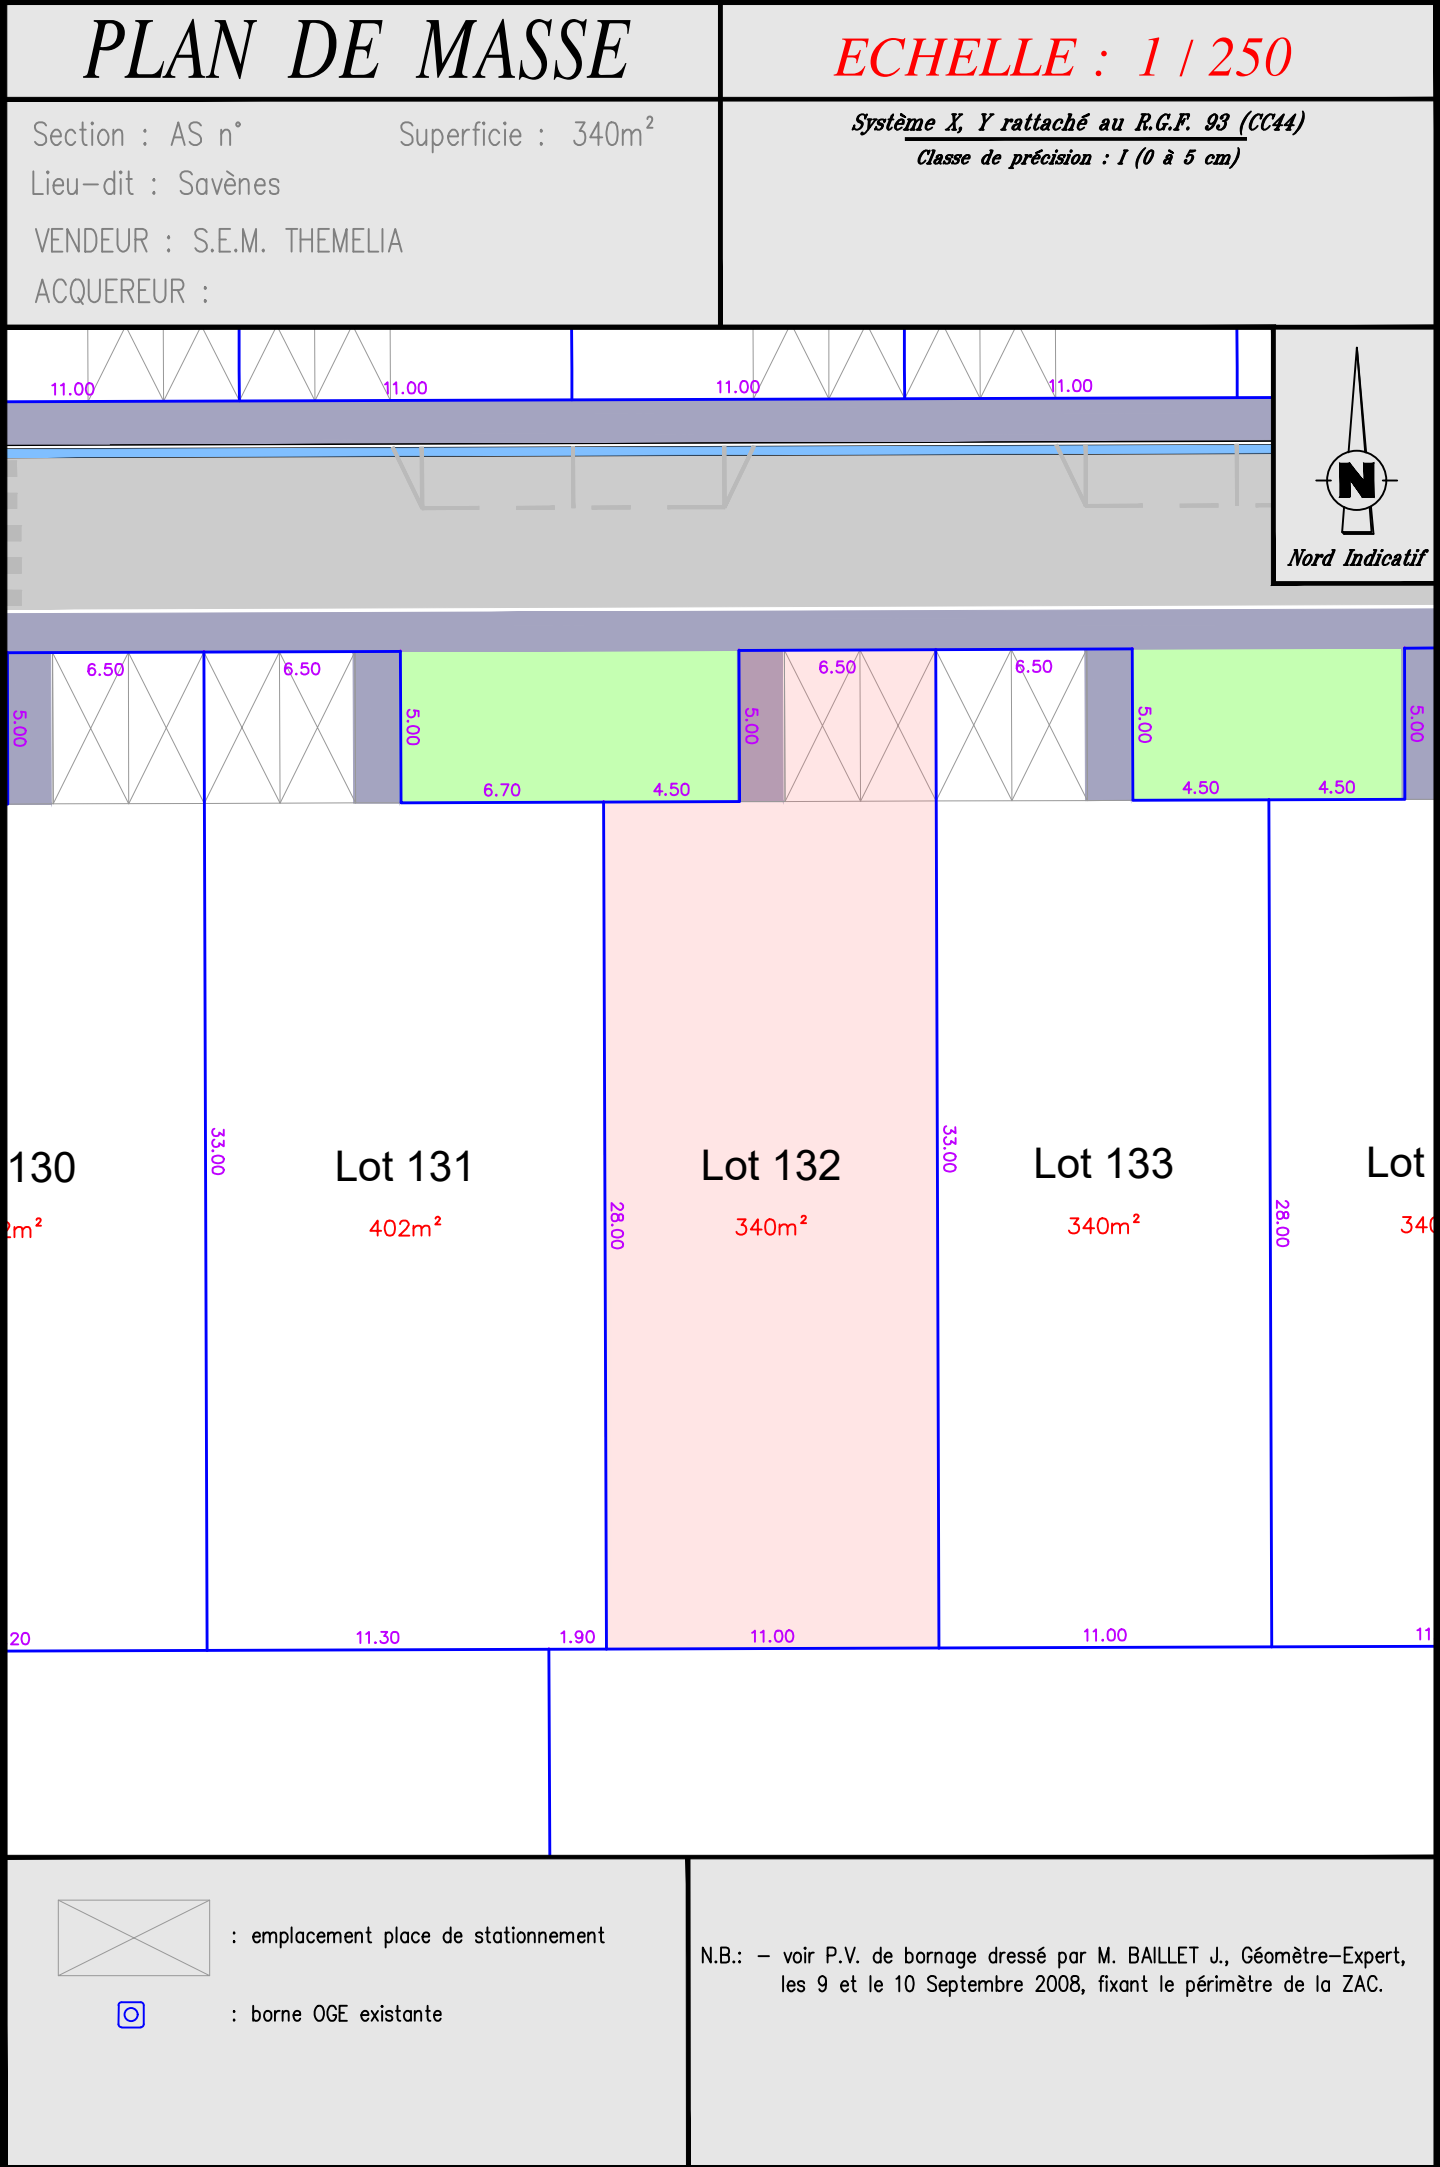 PLAN DE MASSE
ECHELLE : 1 / 250
Section : AS n° Superficie : 340m²
Lieu-dit : Savènes
VENDEUR : S.E.M. THEMELIA
ACQUEREUR :
Système X, Y rattaché au R.G.F. 93 (CC44)
Classe de précision : I (0 à 5 cm)
11.00 11.00 11.00 11.00
N
Nord Indicatif
6.50 6.50 6.50 6.50
5.00 5.00 5.00 5.00 5.00
6.70 4.50 4.50 4.50
33.00 33.00
130 Lot 131 Lot 132 Lot 133 Lot
2m² 402m² 340m² 340m² 340
28.00 28.00
20 11.30 1.90 11.00 11.00 11
: emplacement place de stationnement
: borne OGE existante
N.B.: – voir P.V. de bornage dressé par M. BAILLET J., Géomètre–Expert,
les 9 et le 10 Septembre 2008, fixant le périmètre de la ZAC.